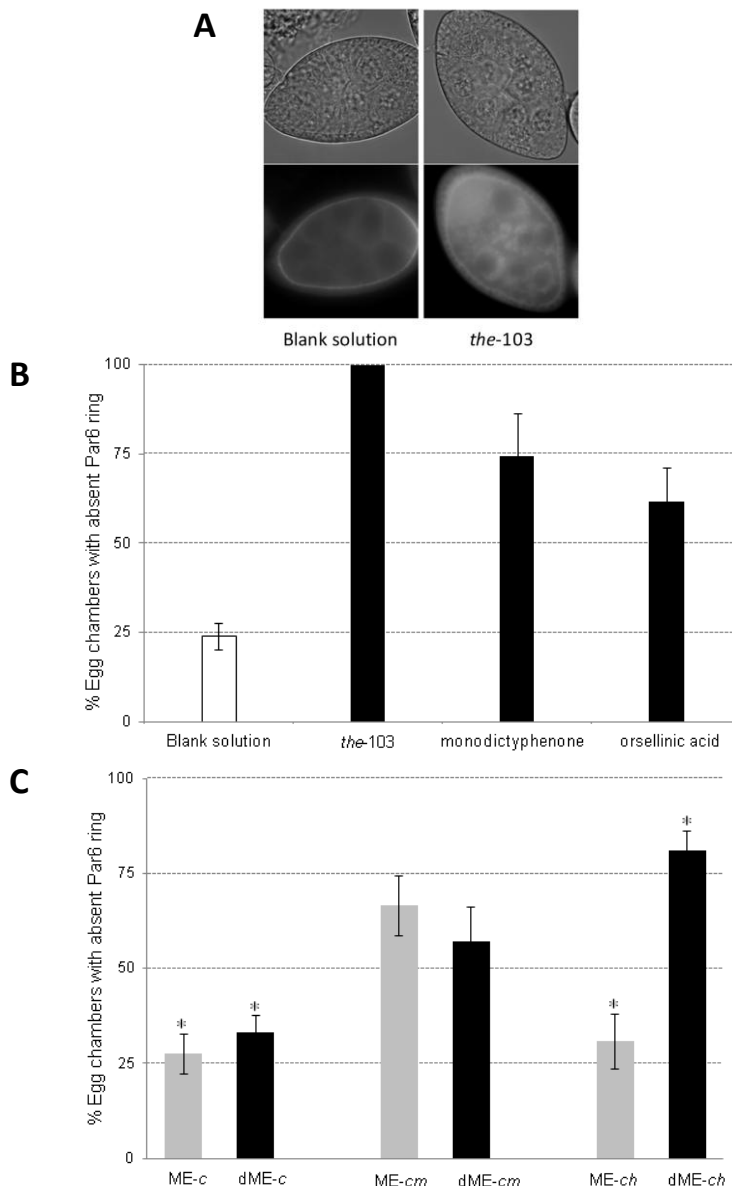 A
Blank solution the-103
B
% Egg chambers with absent Par6 ring
100
75
50
25
0
Blank solution the-103 monodictyphenone orsellinic acid
C
% Egg chambers with absent Par6 ring
100
75
50
25
0
* * * *
ME-c dME-c ME-cm dME-cm ME-ch dME-ch